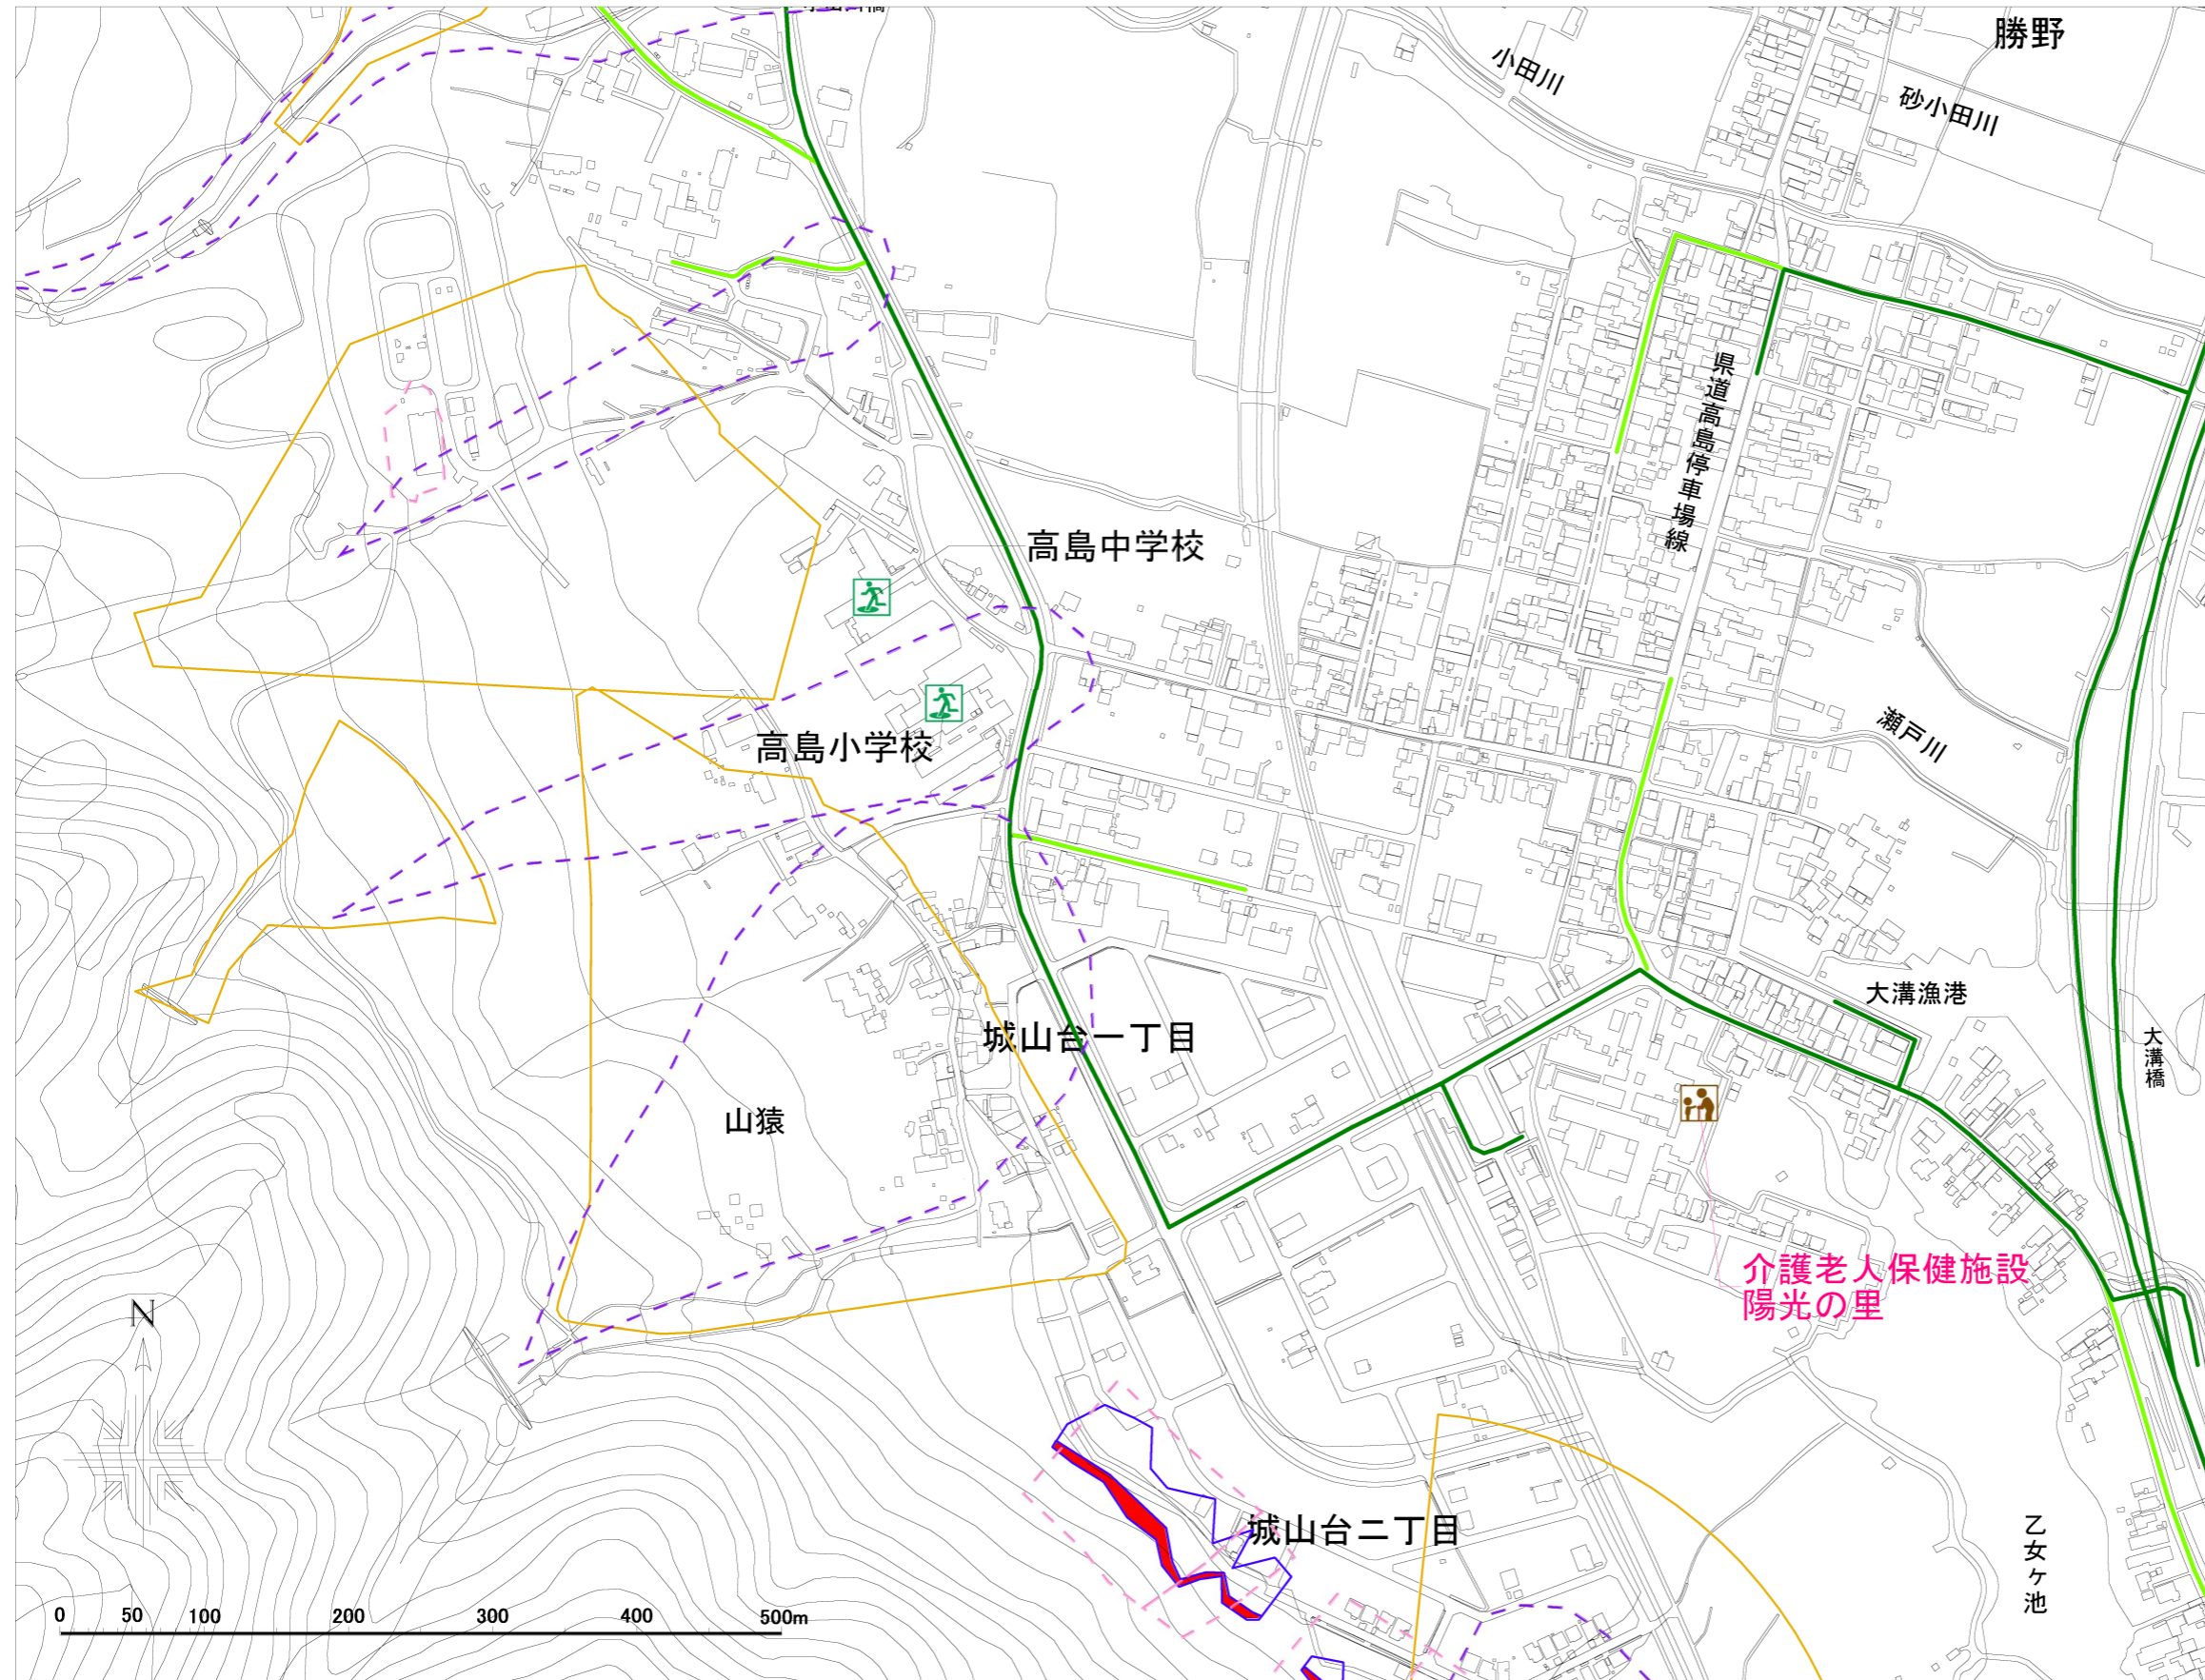 勝野
小田川
砂小田川
県道高島停車場線
高島中学校
高島小学校
瀬戸川
大溝漁港
城山台一丁目
大溝橋
山猿
介護老人保健施設
陽光の里
N
城山台二丁目
乙女ヶ池
0 50 100 200 300 400 500m